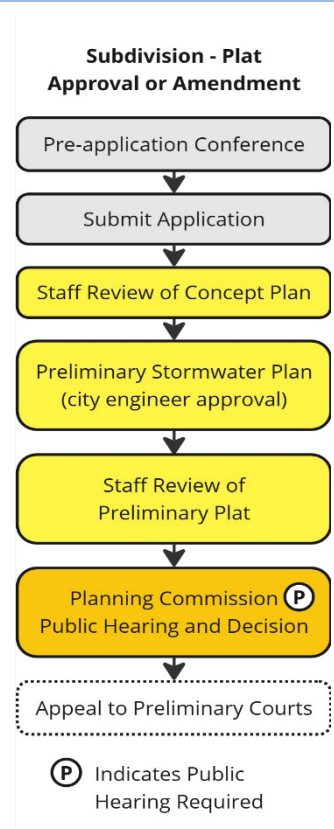 Subdivision - Plat
Approval or Amendment
Pre-application Conference
Submit Application
Staff Review of Concept Plan
Preliminary Stormwater Plan
(city engineer approval)
Staff Review of
Preliminary Plat
Planning Commission P
Public Hearing and Decision
Appeal to Preliminary Courts
P Indicates Public
Hearing Required